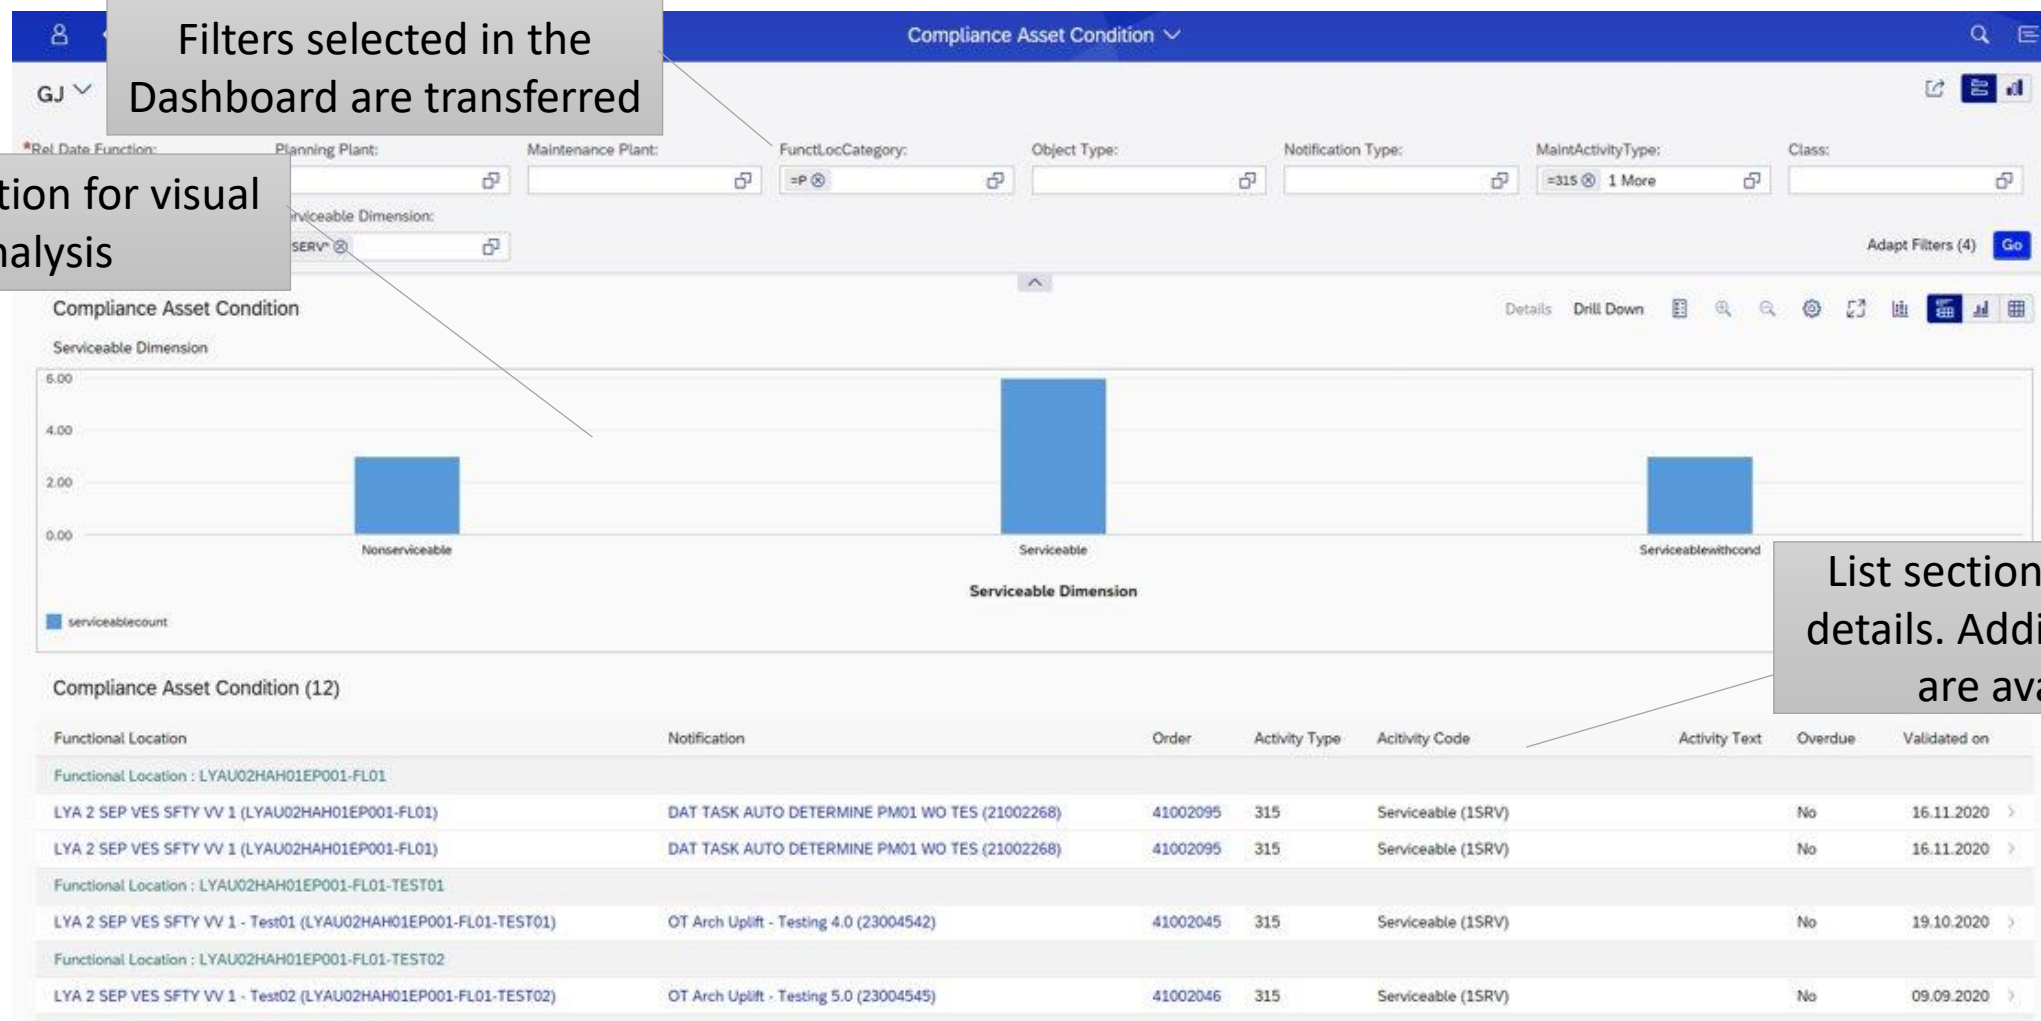 Filters selected in the
Dashboard are transferred
Compliance Asset Condition
GJ
*Rel Date Function:
Planning Plant:
Maintenance Plant:
FunctLocCategory:
Object Type:
Notification Type:
MaintActivityType:
Class:
=P
=315 1 More
tion for visual
nalysis
rviceable Dimension:
SERV*
Adapt Filters (4) Go
Compliance Asset Condition
Details Drill Down
Serviceable Dimension
6.00
4.00
2.00
0.00
Nonserviceable
Serviceable
Serviceablewithcond
Serviceable Dimension
serviceablecount
List section
details. Addi
are ava
Compliance Asset Condition (12)
Functional Location Notification Order Activity Type Acitivity Code Activity Text Overdue Validated on
Functional Location : LYAU02HAH01EP001-FL01
LYA 2 SEP VES SFTY VV 1 (LYAU02HAH01EP001-FL01) DAT TASK AUTO DETERMINE PM01 WO TES (21002268) 41002095 315 Serviceable (1SRV) No 16.11.2020
LYA 2 SEP VES SFTY VV 1 (LYAU02HAH01EP001-FL01) DAT TASK AUTO DETERMINE PM01 WO TES (21002268) 41002095 315 Serviceable (1SRV) No 16.11.2020
Functional Location : LYAU02HAH01EP001-FL01-TEST01
LYA 2 SEP VES SFTY VV 1 - Test01 (LYAU02HAH01EP001-FL01-TEST01) OT Arch Uplift - Testing 4.0 (23004542) 41002045 315 Serviceable (1SRV) No 19.10.2020
Functional Location : LYAU02HAH01EP001-FL01-TEST02
LYA 2 SEP VES SFTY VV 1 - Test02 (LYAU02HAH01EP001-FL01-TEST02) OT Arch Uplift - Testing 5.0 (23004545) 41002046 315 Serviceable (1SRV) No 09.09.2020